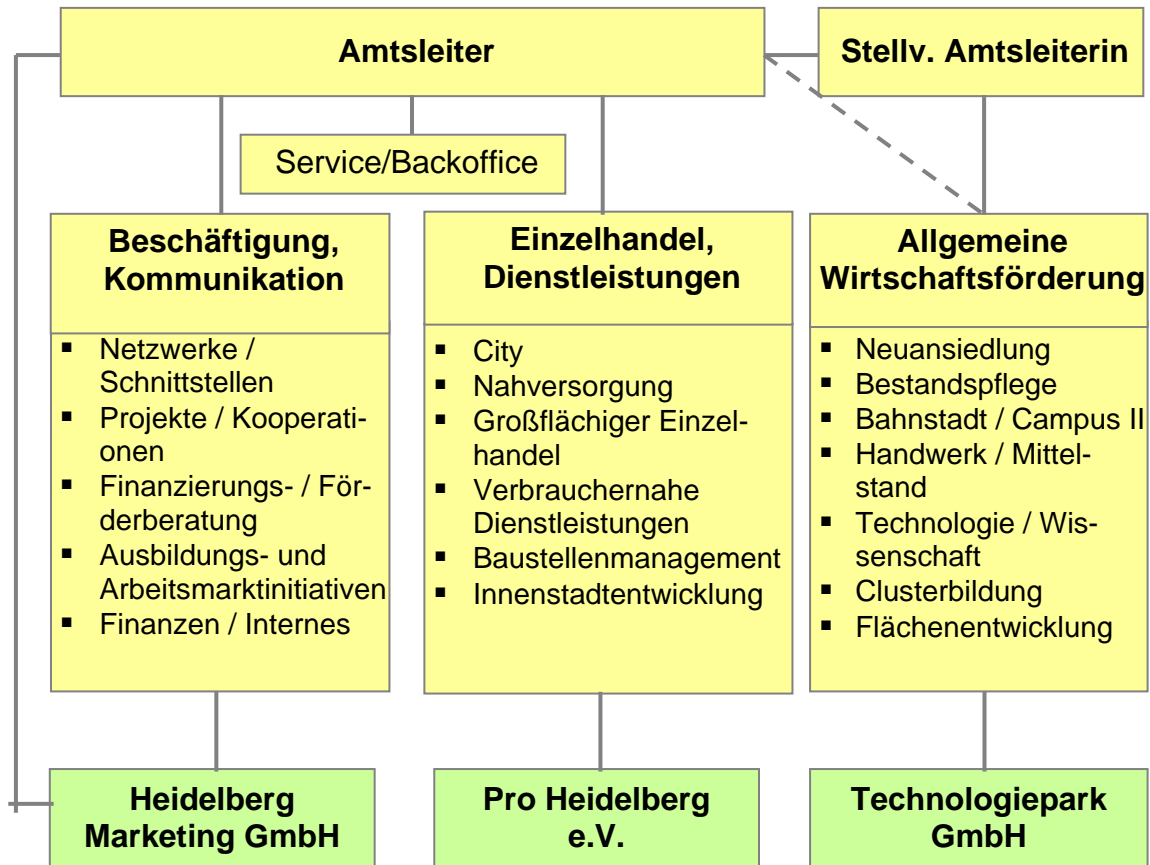 Amtsleiter
Stellv. Amtsleiterin
Service/Backoffice
Beschäftigung,
Kommunikation
▪ Netzwerke /
Schnittstellen
▪ Projekte / Kooperati-
onen
▪ Finanzierungs- / För-
derberatung
▪ Ausbildungs- und
Arbeitsmarktinitiativen
▪ Finanzen / Internes
Einzelhandel,
Dienstleistungen
▪ City
▪ Nahversorgung
▪ Großflächiger Einzel-
handel
▪ Verbrauchernahe
Dienstleistungen
▪ Baustellenmanagement
▪ Innenstadtentwicklung
Allgemeine
Wirtschaftsförderung
▪ Neuansiedlung
▪ Bestandspflege
▪ Bahnstadt / Campus II
▪ Handwerk / Mittel-
stand
▪ Technologie / Wis-
senschaft
▪ Clusterbildung
▪ Flächenentwicklung
Heidelberg
Marketing GmbH
Pro Heidelberg
e.V.
Technologiepark
GmbH